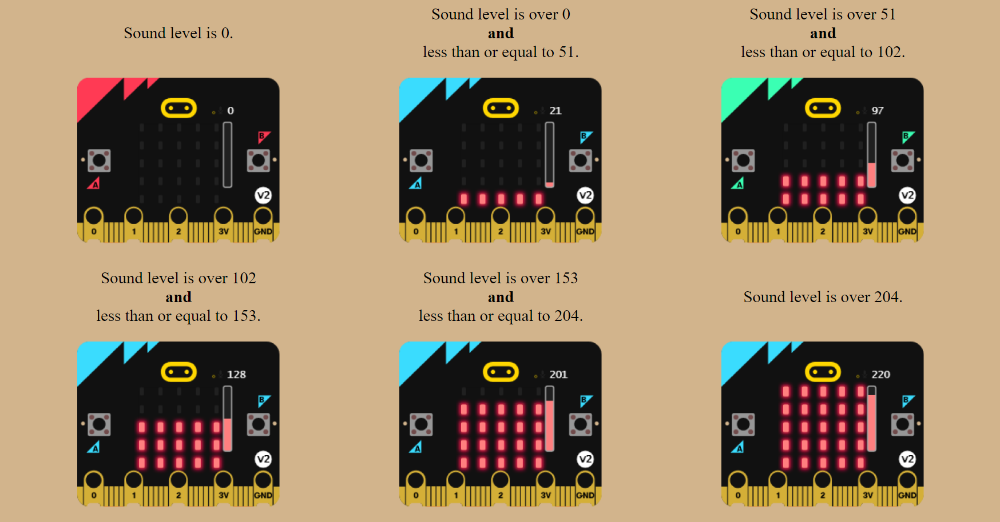 Sound level is 0.
Sound level is over 0
and
less than or equal to 51.
Sound level is over 51
and
less than or equal to 102.
0
B
A
V2
0 1 2 3V GND
21
B
A
V2
0 1 2 3V GND
97
B
A
V2
0 1 2 3V GND
Sound level is over 102
and
less than or equal to 153.
Sound level is over 153
and
less than or equal to 204.
Sound level is over 204.
128
B
A
V2
0 1 2 3V GND
201
B
A
V2
0 1 2 3V GND
220
B
A
V2
0 1 2 3V GND